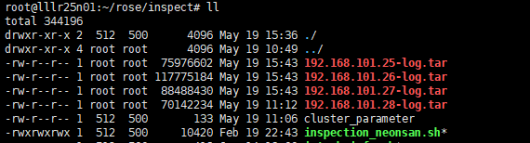 root@lllr25n01:~/rose/inspect# ll
total 344196
drwxr-xr-x 2 512 500 4096 May 19 15:36 ./
drwxr-xr-x 4 root root 4096 May 19 10:49 ../
-rw-r--r-- 1 root root 75976602 May 19 15:43 192.168.101.25-log.tar
-rw-r--r-- 1 root root 117775184 May 19 15:43 192.168.101.26-log.tar
-rw-r--r-- 1 root root 88488430 May 19 15:43 192.168.101.27-log.tar
-rw-r--r-- 1 root root 70142234 May 19 11:12 192.168.101.28-log.tar
-rw-r--r-- 1 512 500 133 May 19 11:06 cluster_parameter
-rwxrwxrwx 1 512 500 10420 Feb 19 22:43 inspection_neonsan.sh*